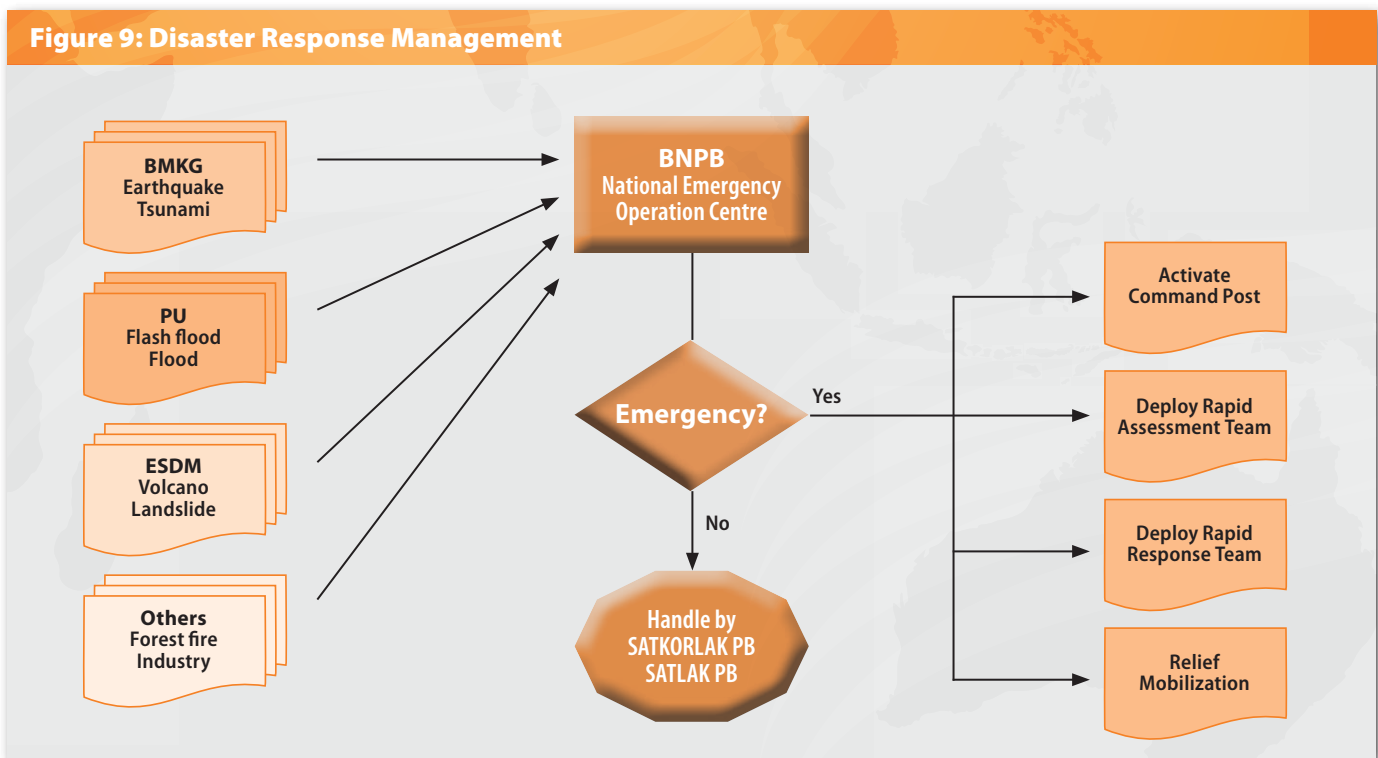 Figure 9: Disaster Response Management
BMKG
Earthquake
Tsunami
PU
Flash flood
Flood
ESDM
Volcano
Landslide
Others
Forest fire
Industry
BNPB
National Emergency
Operation Centre
Emergency?
Yes
No
Handle by
SATKORLAK PB
SATLAK PB
Activate
Command Post
Deploy Rapid
Assessment Team
Deploy Rapid
Response Team
Relief
Mobilization